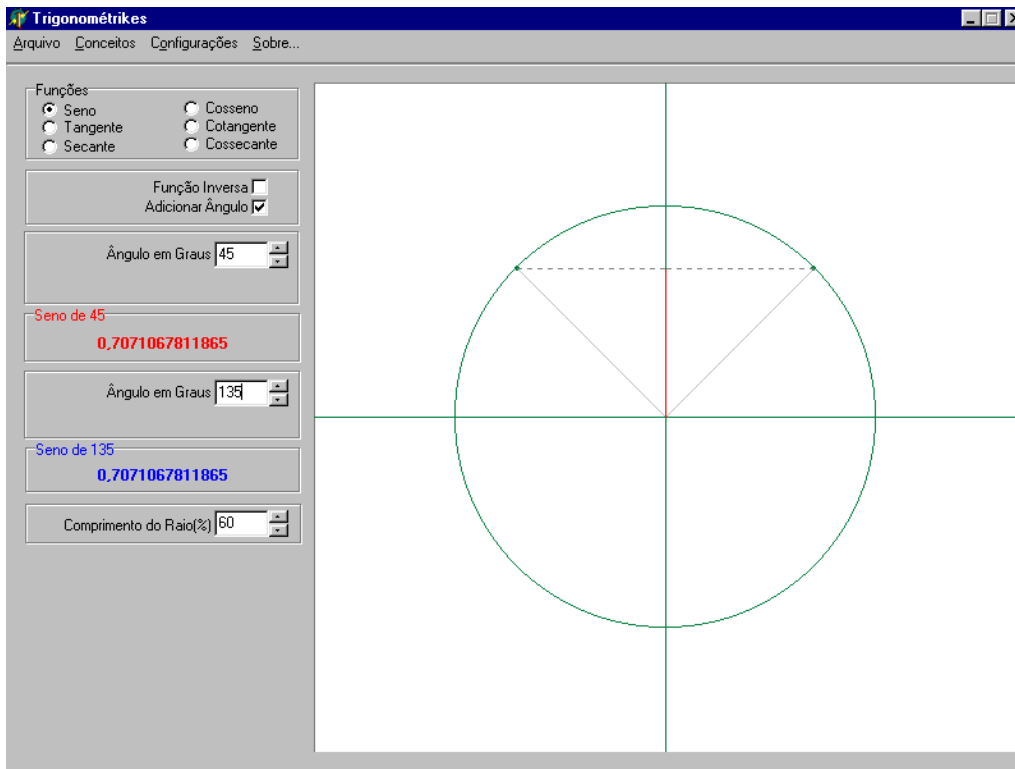 Trigonométrikes
Arquivo Conceitos Configurações Sobre...
Funções
Seno Cosseno
Tangente Cotangente
Secante Cossecante
Função Inversa
Adicionar Ângulo
Ângulo em Graus 45
Seno de 45
0,7071067811865
Ângulo em Graus 135
Seno de 135
0,7071067811865
Comprimento do Raio(%) 60